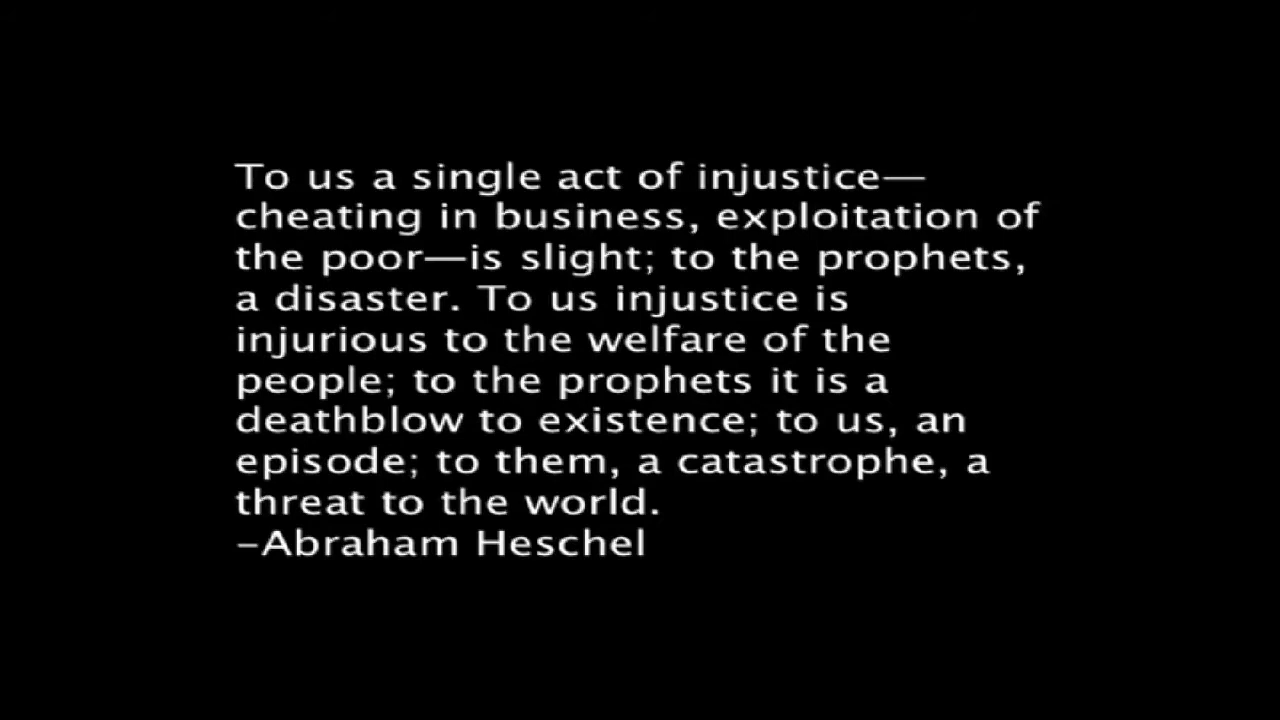 To us a single act of injustice—
cheating in business, exploitation of
the poor—is slight; to the prophets,
a disaster. To us injustice is
injurious to the welfare of the
people; to the prophets it is a
deathblow to existence; to us, an
episode; to them, a catastrophe, a
threat to the world.
–Abraham Heschel